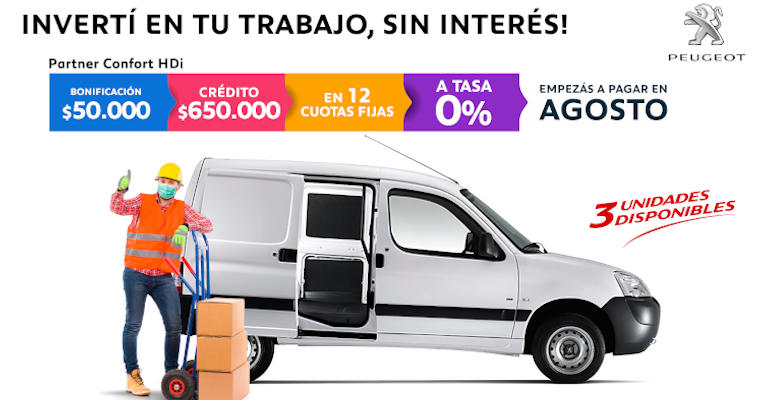 INVERTÍ EN TU TRABAJO, SIN INTERÉS!
PEUGEOT
Partner Confort HDi
BONIFICACIÓN
$50.000
CRÉDITO
$650.000
EN 12
CUOTAS FIJAS
A TASA
0%
EMPEZÁS A PAGAR EN
AGOSTO
3 UNIDADES
DISPONIBLES